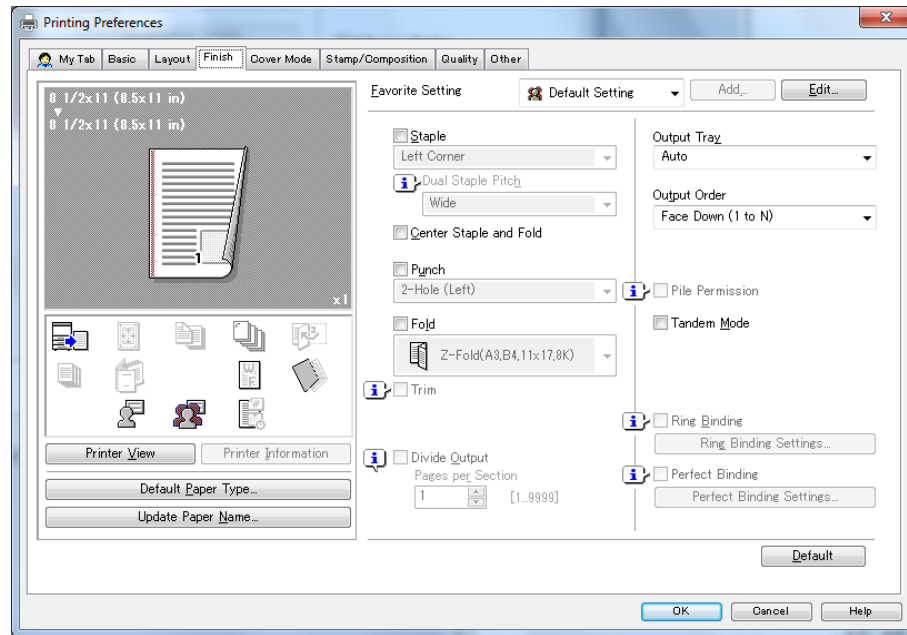 Printing Preferences
My Tab
Basic
Layout
Finish
Cover Mode
Stamp/Composition
Quality
Other
8 1/2x11 (8.5x11 in)
8 1/2x11 (8.5x11 in)
1
x1
Printer View
Printer Information
Default Paper Type...
Update Paper Name...
Favorite Setting
Default Setting
Add...
Edit...
Staple
Left Corner
Dual Staple Pitch
Wide
Center Staple and Fold
Punch
2-Hole (Left)
Fold
Z-Fold(A3,B4,11x17,8K)
Trim
Divide Output
Pages per Section
1
[1..9999]
Output Tray
Auto
Output Order
Face Down (1 to N)
Pile Permission
Tandem Mode
Ring Binding
Ring Binding Settings...
Perfect Binding
Perfect Binding Settings...
Default
OK
Cancel
Help